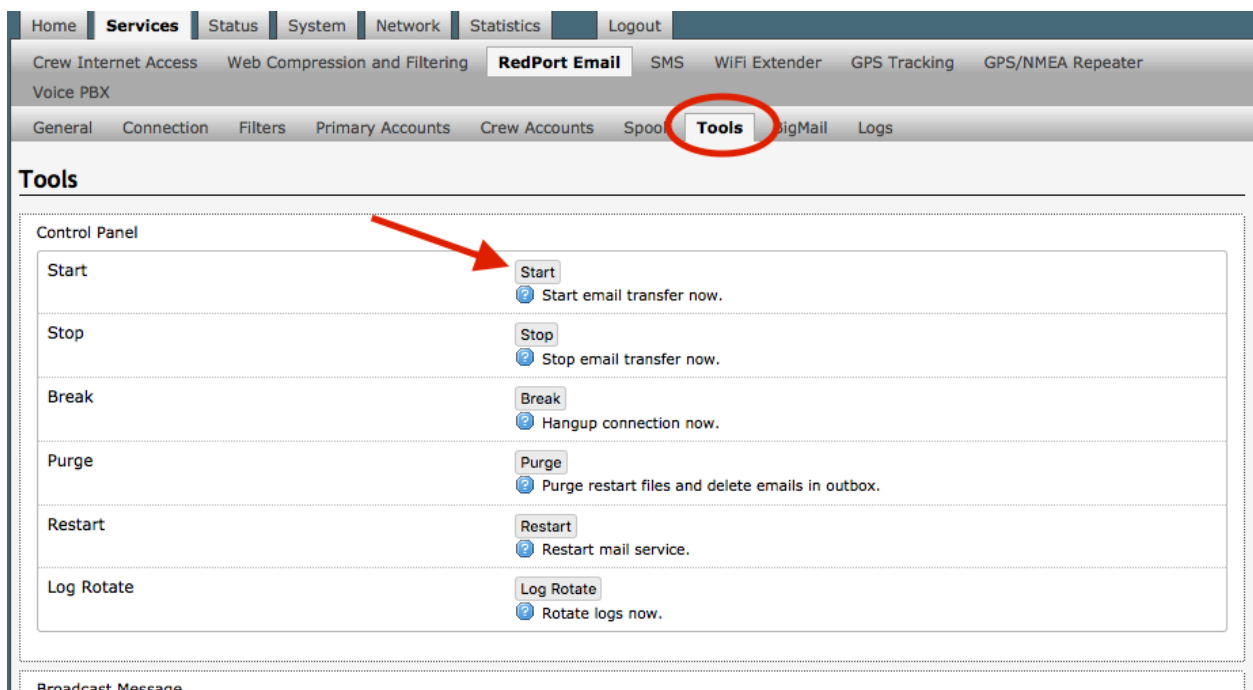 Home Services Status System Network Statistics Logout
Crew Internet Access Web Compression and Filtering RedPort Email SMS WiFi Extender GPS Tracking GPS/NMEA Repeater
Voice PBX
General Connection Filters Primary Accounts Crew Accounts Spool Tools BigMail Logs
Tools
Control Panel
Start Start
Start email transfer now.
Stop Stop
Stop email transfer now.
Break Break
Hangup connection now.
Purge Purge
Purge restart files and delete emails in outbox.
Restart Restart
Restart mail service.
Log Rotate Log Rotate
Rotate logs now.
Broadcast Message